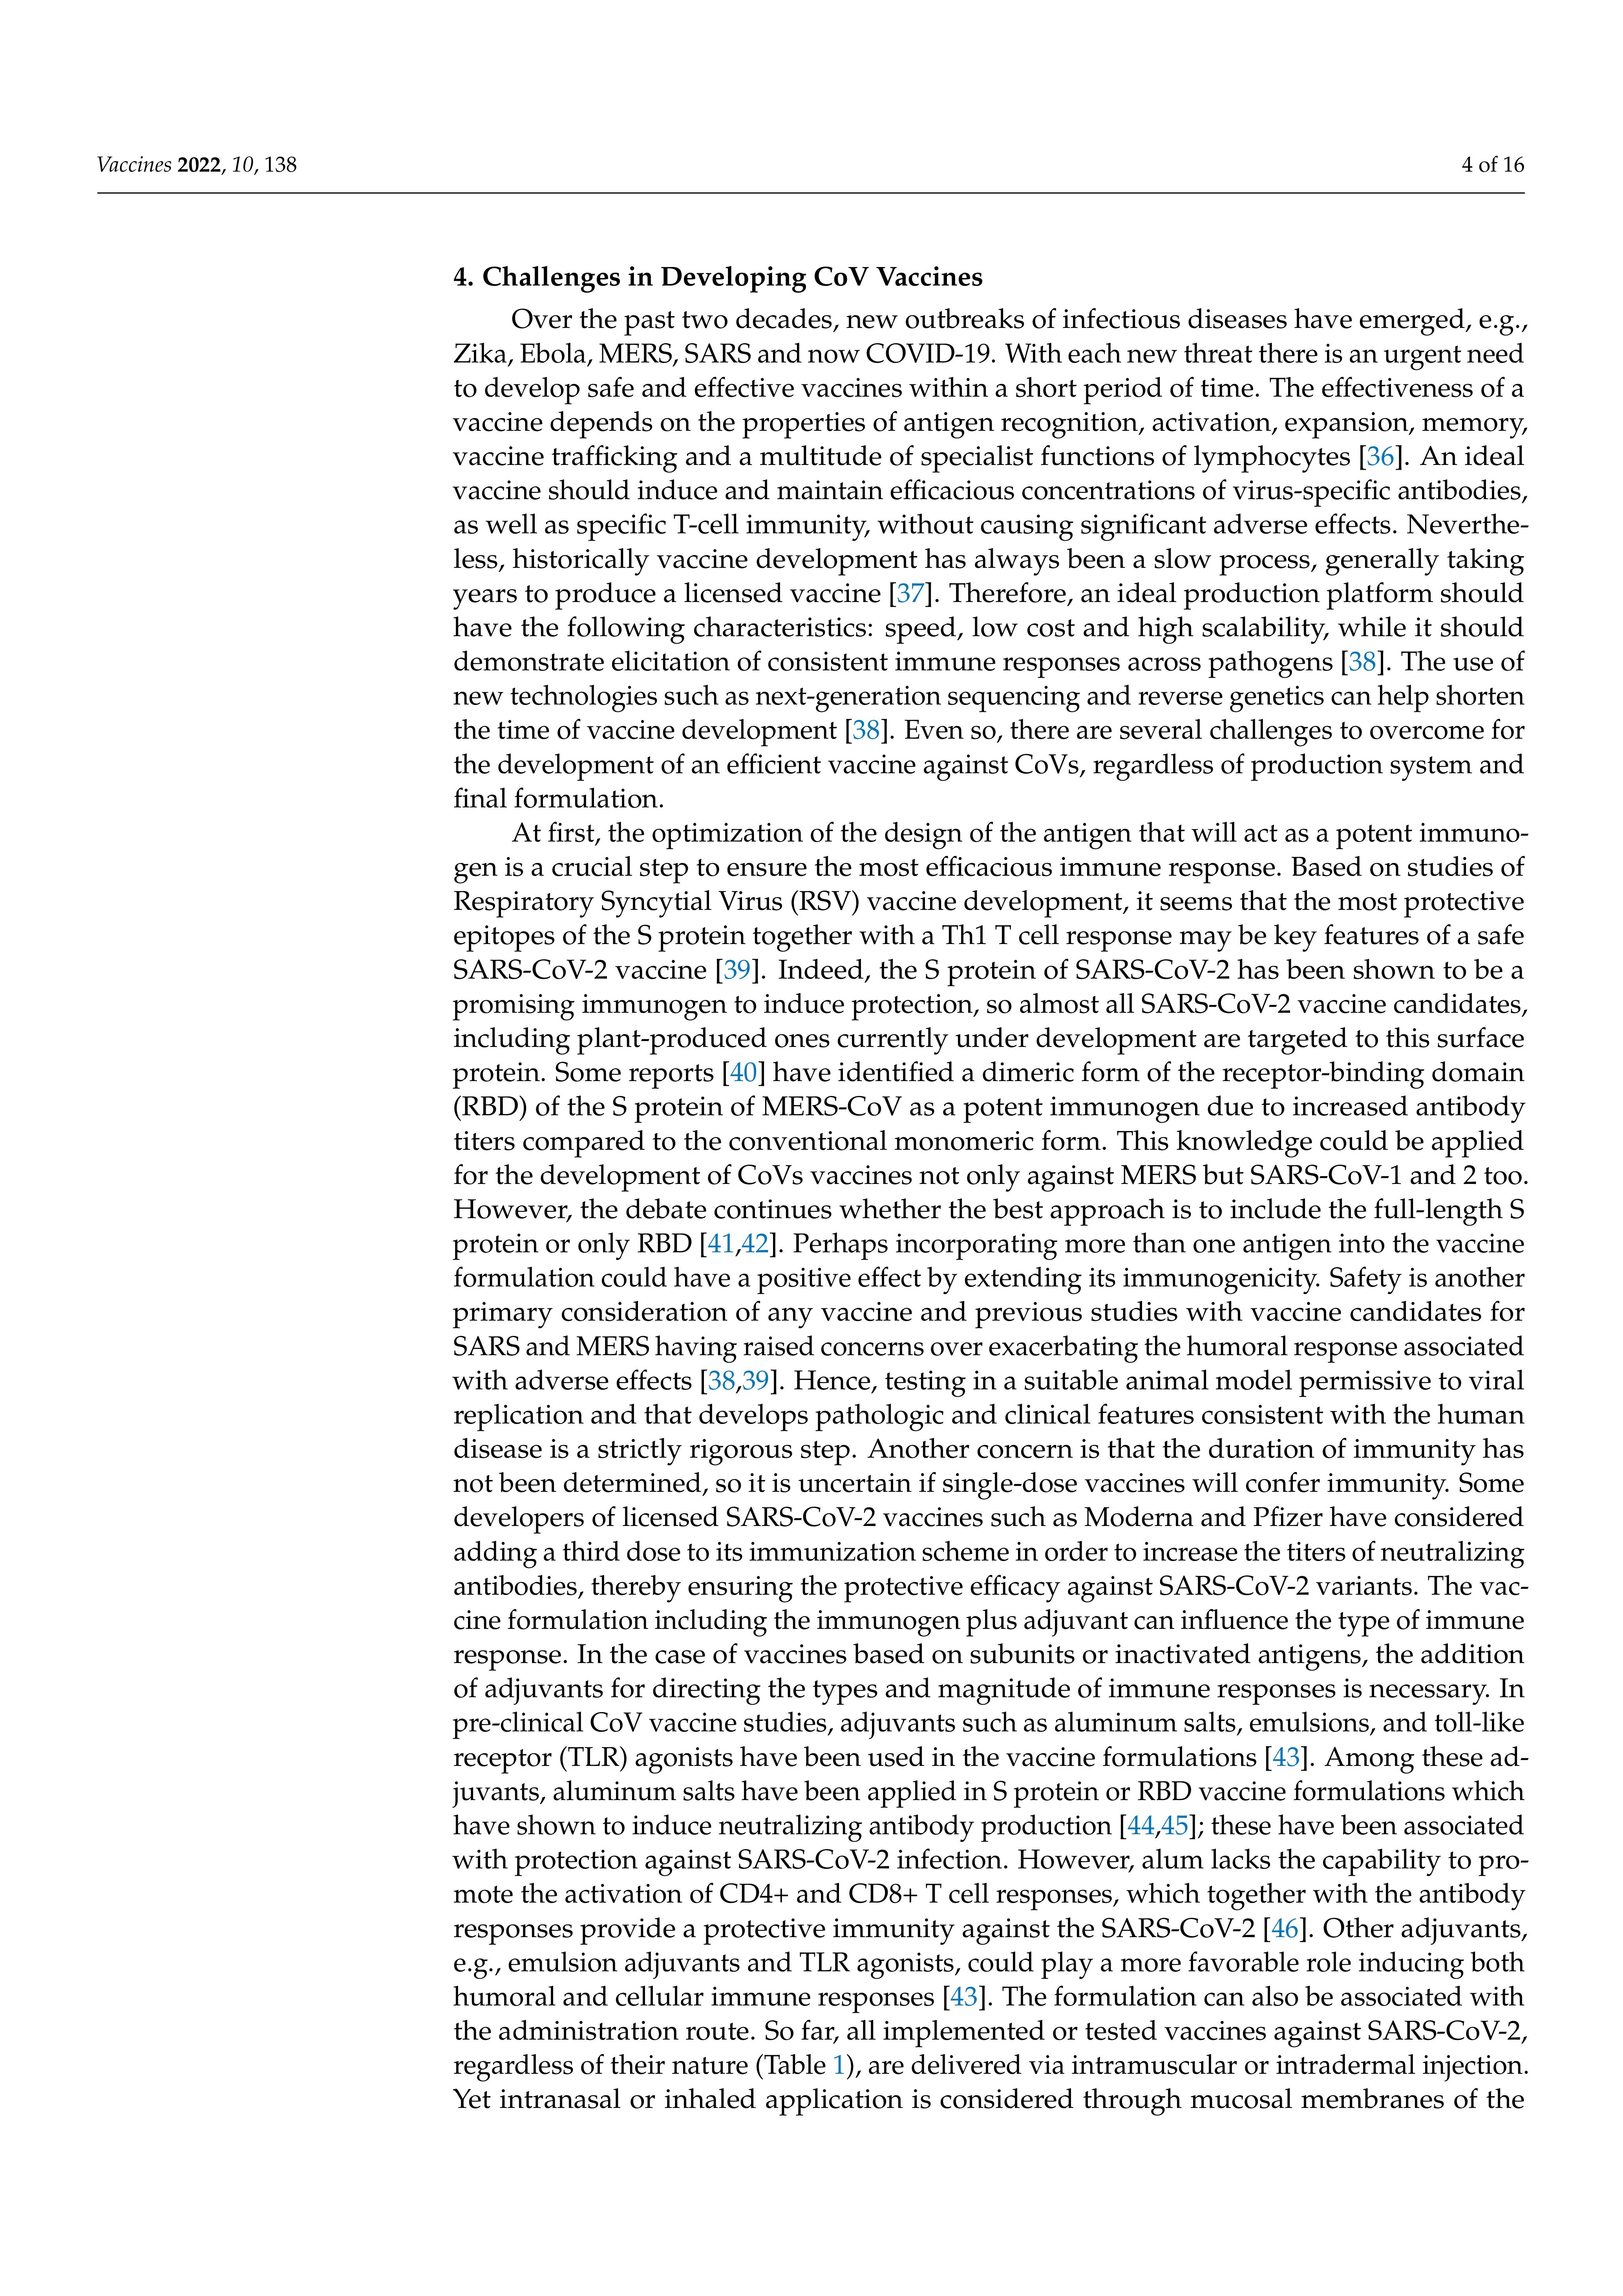 Vaccines 2022, 10, 138
4 of 16
4. Challenges in Developing CoV Vaccines
Over the past two decades, new outbreaks of infectious diseases have emerged, e.g.,
Zika, Ebola, MERS, SARS and now COVID-19. With each new threat there is an urgent need
to develop safe and effective vaccines within a short period of time. The effectiveness of a
vaccine depends on the properties of antigen recognition, activation, expansion, memory,
vaccine trafficking and a multitude of specialist functions of lymphocytes [36]. An ideal
vaccine should induce and maintain efficacious concentrations of virus-specific antibodies,
as well as specific T-cell immunity, without causing significant adverse effects. Neverthe-
less, historically vaccine development has always been a slow process, generally taking
years to produce a licensed vaccine [37]. Therefore, an ideal production platform should
have the following characteristics: speed, low cost and high scalability, while it should
demonstrate elicitation of consistent immune responses across pathogens [38]. The use of
new technologies such as next-generation sequencing and reverse genetics can help shorten
the time of vaccine development [38]. Even so, there are several challenges to overcome for
the development of an efficient vaccine against CoVs, regardless of production system and
final formulation.
At first, the optimization of the design of the antigen that will act as a potent immuno-
gen is a crucial step to ensure the most efficacious immune response. Based on studies of
Respiratory Syncytial Virus (RSV) vaccine development, it seems that the most protective
epitopes of the S protein together with a Th1 T cell response may be key features of a safe
SARS-CoV-2 vaccine [39]. Indeed, the S protein of SARS-CoV-2 has been shown to be a
promising immunogen to induce protection, so almost all SARS-CoV-2 vaccine candidates,
including plant-produced ones currently under development are targeted to this surface
protein. Some reports [40] have identified a dimeric form of the receptor-binding domain
(RBD) of the S protein of MERS-CoV as a potent immunogen due to increased antibody
titers compared to the conventional monomeric form. This knowledge could be applied
for the development of CoVs vaccines not only against MERS but SARS-CoV-1 and 2 too.
However, the debate continues whether the best approach is to include the full-length S
protein or only RBD [41,42]. Perhaps incorporating more than one antigen into the vaccine
formulation could have a positive effect by extending its immunogenicity. Safety is another
primary consideration of any vaccine and previous studies with vaccine candidates for
SARS and MERS having raised concerns over exacerbating the humoral response associated
with adverse effects [38,39]. Hence, testing in a suitable animal model permissive to viral
replication and that develops pathologic and clinical features consistent with the human
disease is a strictly rigorous step. Another concern is that the duration of immunity has
not been determined, so it is uncertain if single-dose vaccines will confer immunity. Some
developers of licensed SARS-CoV-2 vaccines such as Moderna and Pfizer have considered
adding a third dose to its immunization scheme in order to increase the titers of neutralizing
antibodies, thereby ensuring the protective efficacy against SARS-CoV-2 variants. The vac-
cine formulation including the immunogen plus adjuvant can influence the type of immune
response. In the case of vaccines based on subunits or inactivated antigens, the addition
of adjuvants for directing the types and magnitude of immune responses is necessary. In
pre-clinical CoV vaccine studies, adjuvants such as aluminum salts, emulsions, and toll-like
receptor (TLR) agonists have been used in the vaccine formulations [43]. Among these ad-
juvants, aluminum salts have been applied in S protein or RBD vaccine formulations which
have shown to induce neutralizing antibody production [44,45]; these have been associated
with protection against SARS-CoV-2 infection. However, alum lacks the capability to pro-
mote the activation of CD4+ and CD8+ T cell responses, which together with the antibody
responses provide a protective immunity against the SARS-CoV-2 [46]. Other adjuvants,
e.g., emulsion adjuvants and TLR agonists, could play a more favorable role inducing both
humoral and cellular immune responses [43]. The formulation can also be associated with
the administration route. So far, all implemented or tested vaccines against SARS-CoV-2,
regardless of their nature (Table 1), are delivered via intramuscular or intradermal injection.
Yet intranasal or inhaled application is considered through mucosal membranes of the